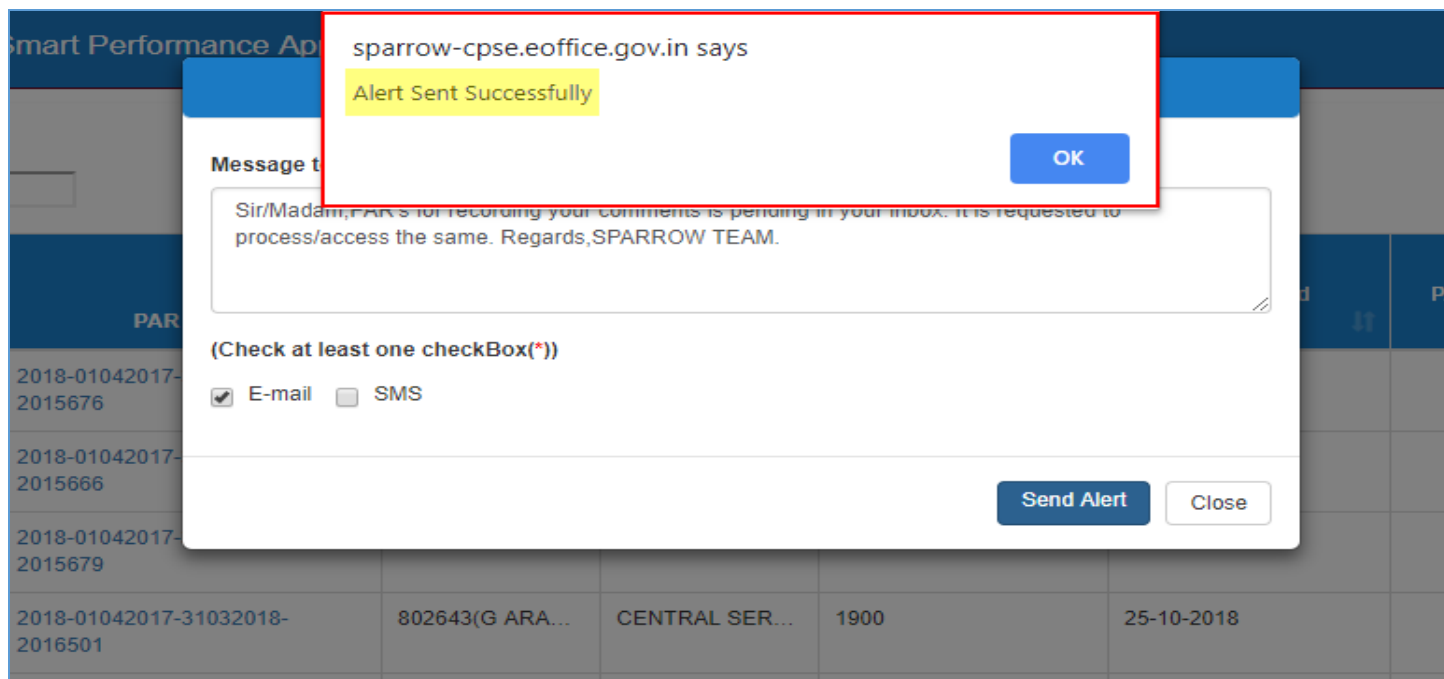 Smart Performance Ap
sparrow-cpse.eoffice.gov.in says
Alert Sent Successfully
OK
Message t
Sir/Madam,PAR's for recording your comments is pending in your inbox. It is requested to
process/access the same. Regards,SPARROW TEAM.
(Check at least one checkBox(*))
E-mail SMS
Send Alert Close
PAR d P
2018-01042017-
2015676
2018-01042017-
2015666
2018-01042017-
2015679
2018-01042017-31032018-
2016501
802643(G ARA... CENTRAL SER... 1900 25-10-2018